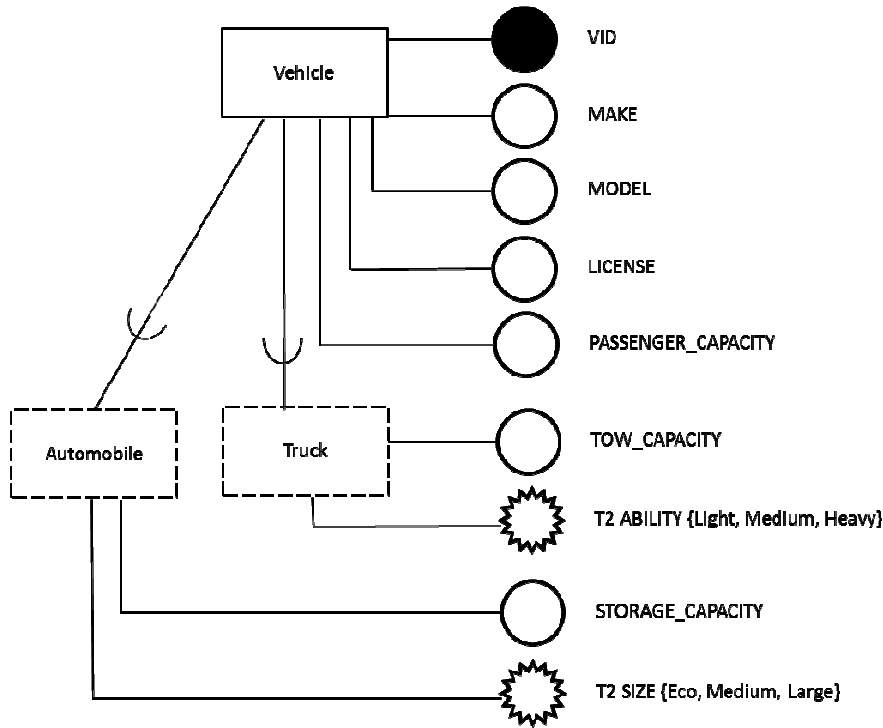 Vehicle
VID
MAKE
MODEL
LICENSE
PASSENGER_CAPACITY
Automobile
Truck
TOW_CAPACITY
T2 ABILITY {Light, Medium, Heavy}
STORAGE_CAPACITY
T2 SIZE {Eco, Medium, Large}